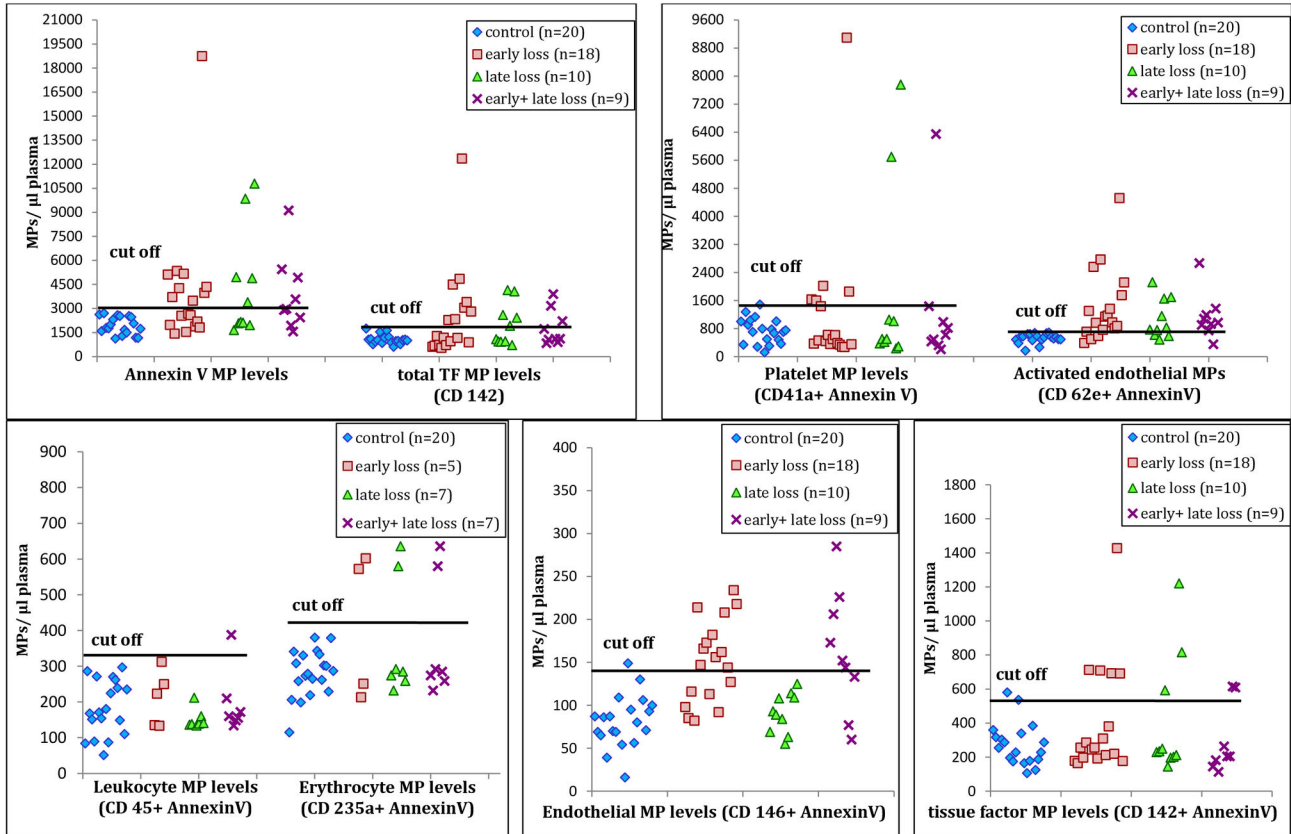 21000
19500
18000
16500
15000
13500
12000
10500
9000
7500
6000
4500
3000
1500
0
MPs/ µl plasma
control (n=20)
early loss (n=18)
late loss (n=10)
early+ late loss (n=9)
cut off
cut off
Annexin V MP levels
total TF MP levels
(CD 142)
9600
8800
8000
7200
6400
5600
4800
4000
3200
2400
1600
800
0
MPs/ µl plasma
control (n=20)
early loss (n=18)
late loss (n=10)
early+ late loss (n=9)
cut off
cut off
Platelet MP levels
(CD41a+ Annexin V)
Activated endothelial MPs
(CD 62e+ AnnexinV)
900
800
700
600
500
400
300
200
100
0
MPs/ µl plasma
control (n=20)
early loss (n=5)
late loss (n=7)
early+ late loss (n=7)
cut off
cut off
Leukocyte MP levels
(CD 45+ AnnexinV)
Erythrocyte MP levels
(CD 235a+ AnnexinV)
400
350
300
250
200
150
100
50
0
MPs/ µl plasma
control (n=20)
early loss (n=18)
late loss (n=10)
early+ late loss (n=9)
cut off
Endothelial MP levels (CD 146+ AnnexinV)
1800
1600
1400
1200
1000
800
600
400
200
0
MPs/ µl plasma
control (n=20)
early loss (n=18)
late loss (n=10)
early+ late loss (n=9)
cut off
tissue factor MP levels (CD 142+ AnnexinV)